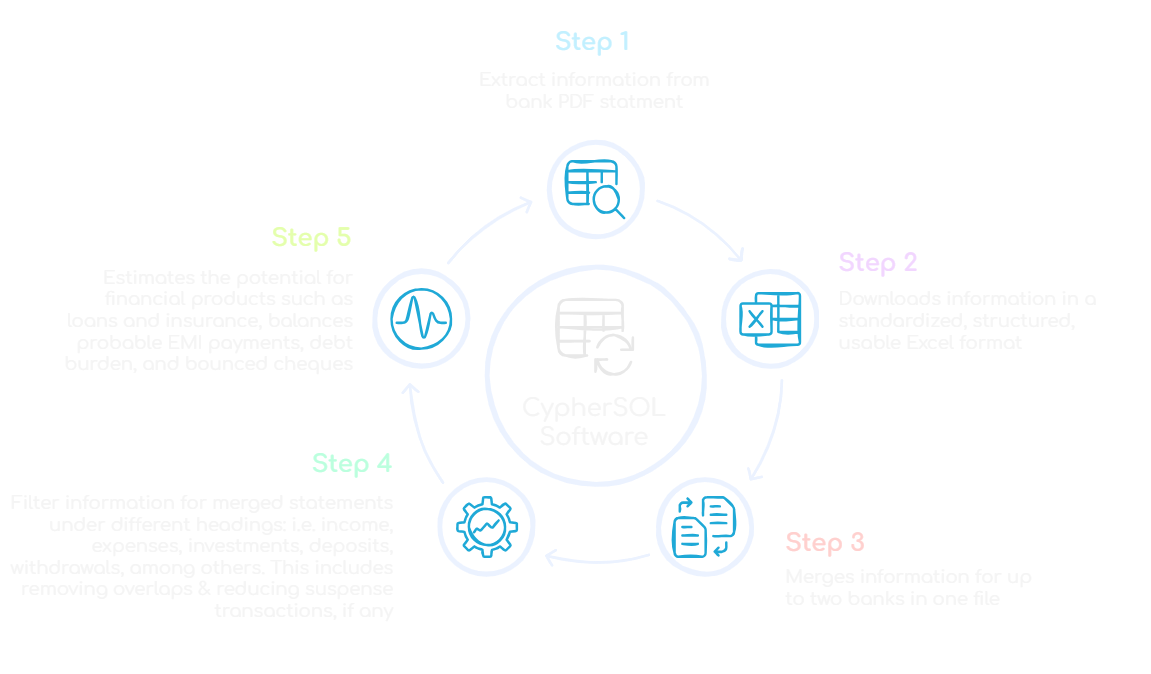 Step 1
Extract information from
bank PDF statment
Step 2
Downloads information in a
standardized, structured,
usable Excel format
Step 3
Merges information for up
to two banks in one file
Step 4
Filter information for merged statements
under different headings; i.e. income,
expenses, investments, deposits,
withdrawals, among others. This includes
removing overlaps & reducing suspense
transactions, if any
Step 5
Estimates the potential for
financial products such as
loans and insurance, balances
probable EMI payments, debt
burden, and bounced cheques
CypherSOL
Software
X